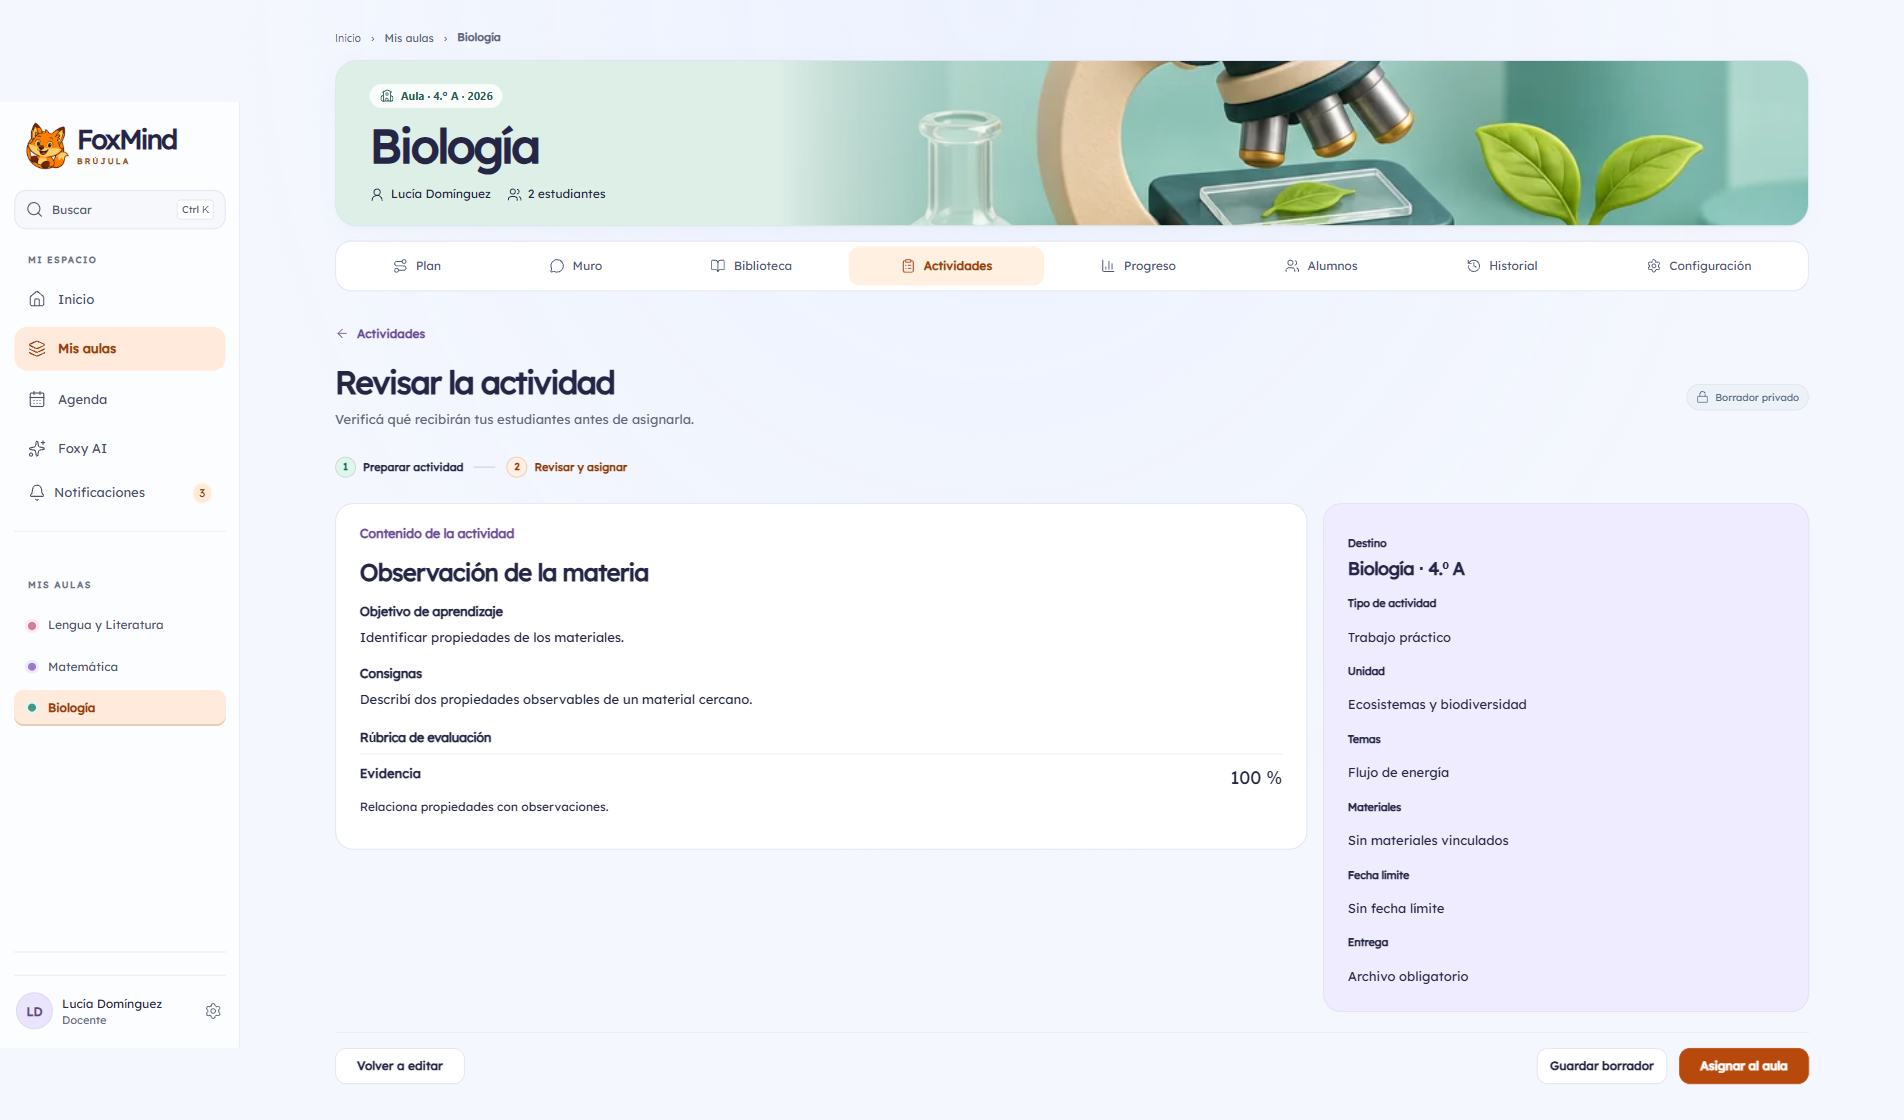 Inicio › Mis aulas › Biología
Aula · 4.º A · 2026
Biología
Lucía Domínguez 2 estudiantes
FoxMind
BRÚJULA
Buscar Ctrl K
MI ESPACIO
Inicio
Mis aulas
Agenda
Foxy AI
Notificaciones 3
MIS AULAS
Lengua y Literatura
Matemática
Biología
LD
Lucía Domínguez
Docente
Plan Muro Biblioteca Actividades Progreso Alumnos Historial Configuración
← Actividades
Revisar la actividad
Verificá qué recibirán tus estudiantes antes de asignarla.
Borrador privado
1 Preparar actividad 2 Revisar y asignar
Contenido de la actividad
Observación de la materia
Objetivo de aprendizaje
Identificar propiedades de los materiales.
Consignas
Describí dos propiedades observables de un material cercano.
Rúbrica de evaluación
Evidencia 100 %
Relaciona propiedades con observaciones.
Destino
Biología · 4.º A
Tipo de actividad
Trabajo práctico
Unidad
Ecosistemas y biodiversidad
Temas
Flujo de energía
Materiales
Sin materiales vinculados
Fecha límite
Sin fecha límite
Entrega
Archivo obligatorio
Volver a editar
Guardar borrador
Asignar al aula